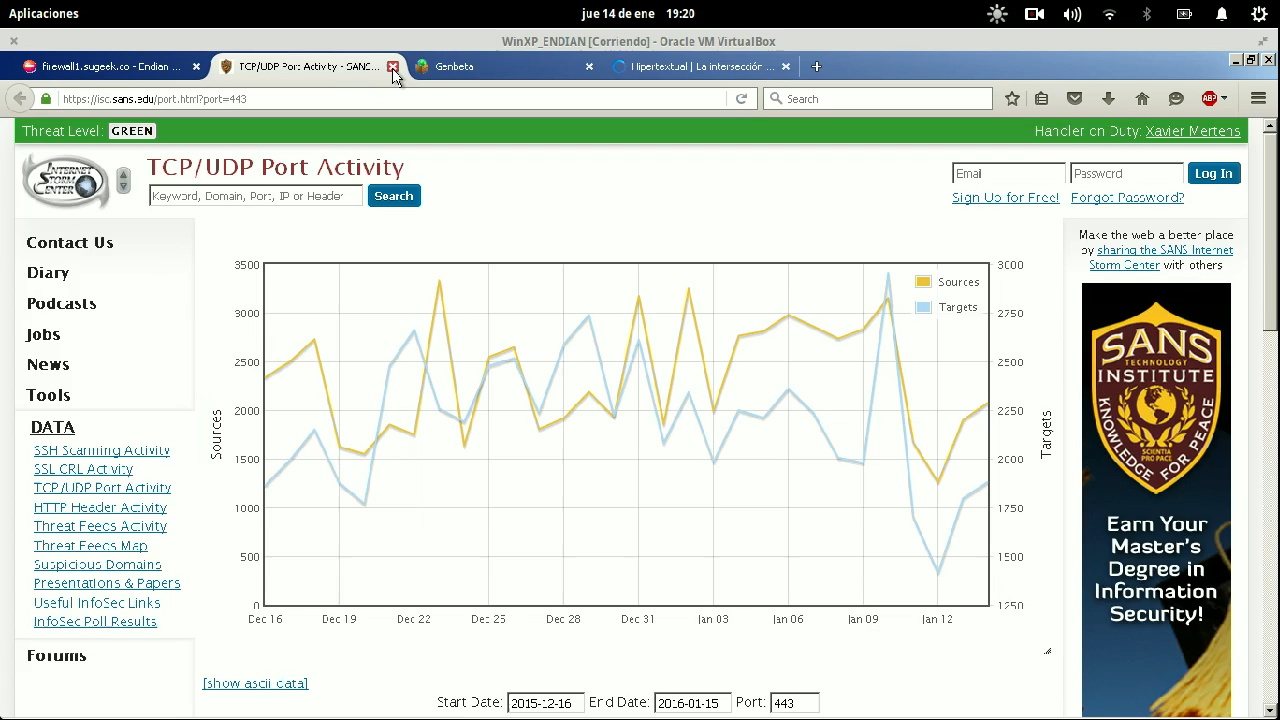 Aplicaciones
jue 14 de ene 19:20
WinXP_ENDIAN [Corriendo] - Oracle VM VirtualBox
firewall1.sugeek.co - Endian ...
TCP/UDP Port Activity - SANS...
Genbeta
Hipertextual | La intersección ...
https://isc.sans.edu/port.html?port=443
Search
ABP
Threat Level: GREEN
Handler on Duty: Xavier Mertens
INTERNET
STORM
CENTER
TCP/UDP Port Activity
Keyword, Domain, Port, IP or Header
Search
Email
Password
Log In
Sign Up for Free!
Forgot Password?
Contact Us
Diary
Podcasts
Jobs
News
Tools
DATA
SSH Scanning Activity
SSL CRL Activity
TCP/UDP Port Activity
HTTP Header Activity
Threat Feeds Activity
Threat Feeds Map
Suspicious Domains
Presentations & Papers
Useful InfoSec Links
InfoSec Poll Results
Forums
3500
3000
2500
2000
1500
1000
500
0
Sources
Sources
Targets
3000
2750
2500
2250
2000
1750
1500
1250
Targets
Dec 16
Dec 19
Dec 22
Dec 25
Dec 28
Dec 31
Jan 03
Jan 06
Jan 09
Jan 12
[show ascii data]
Start Date: 2015-12-16 End Date: 2016-01-15 Port: 443
Make the web a better place
by sharing the SANS Internet
Storm Center with others
SANS
TECHNOLOGY
INSTITUTE
SCIENTIA
PRO PACE
KNOWLEDGE FOR PEACE
Earn Your
Master's
Degree in
Information
Security!